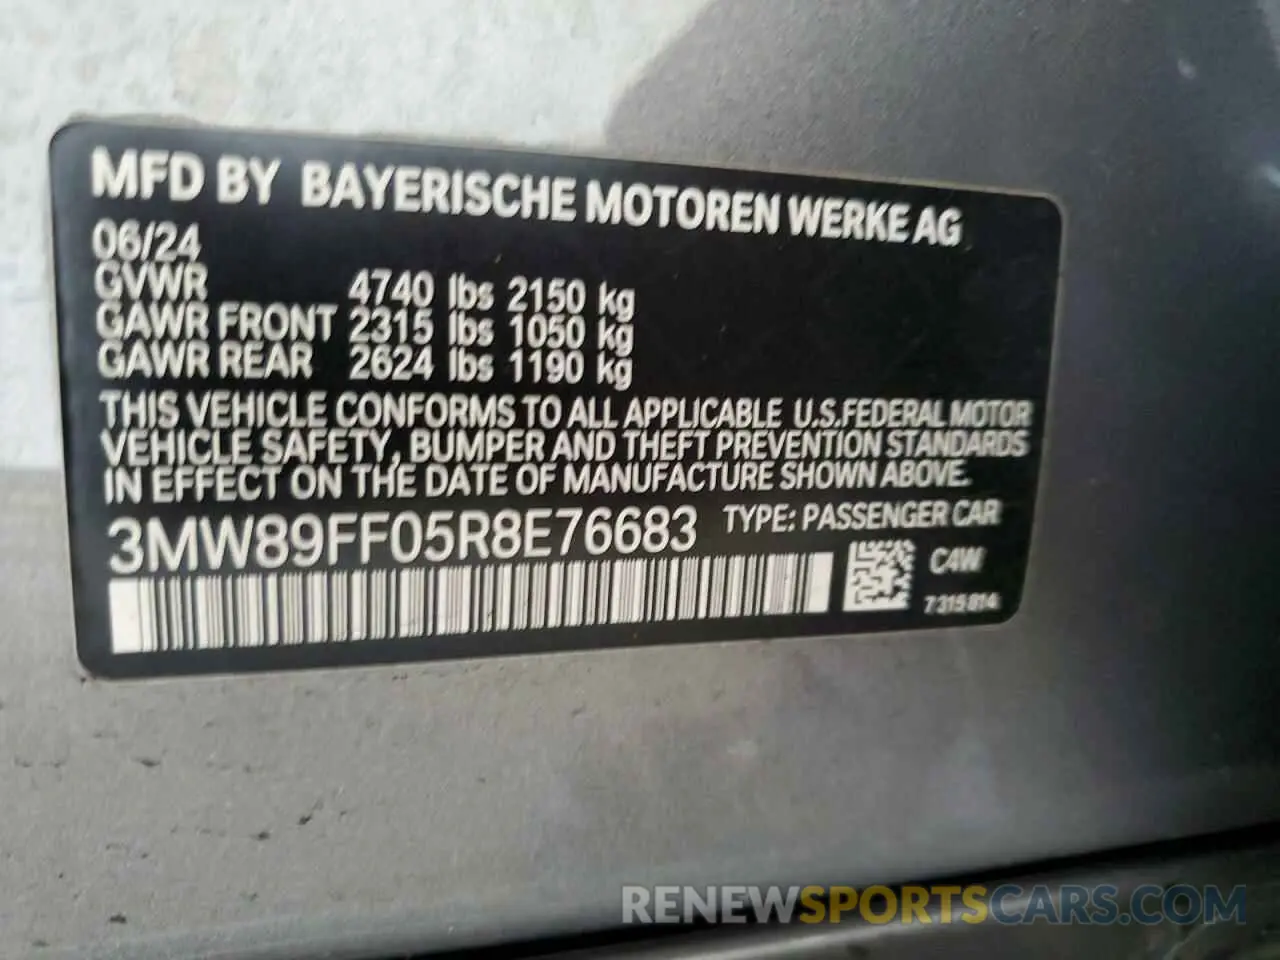 MFD BY BAYERISCHE MOTOREN WERKE AG
06/24
GVWR 4740 lbs 2150 kg
GAWR FRONT 2315 lbs 1050 kg
GAWR REAR 2624 lbs 1190 kg
THIS VEHICLE CONFORMS TO ALL APPLICABLE U.S.FEDERAL MOTOR
VEHICLE SAFETY, BUMPER AND THEFT PREVENTION STANDARDS
IN EFFECT ON THE DATE OF MANUFACTURE SHOWN ABOVE.
3MW89FF05R8E76683 TYPE: PASSENGER CAR
C4W
7319814
RENEWSPORTSCARS.COM